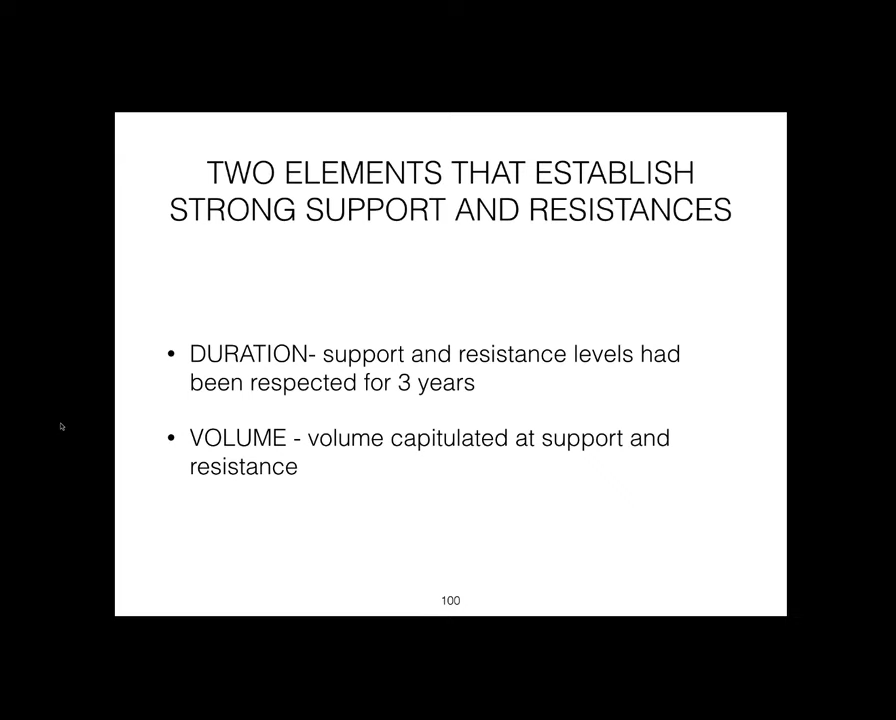 TWO ELEMENTS THAT ESTABLISH
STRONG SUPPORT AND RESISTANCES
• DURATION- support and resistance levels had
been respected for 3 years
• VOLUME - volume capitulated at support and
resistance
100